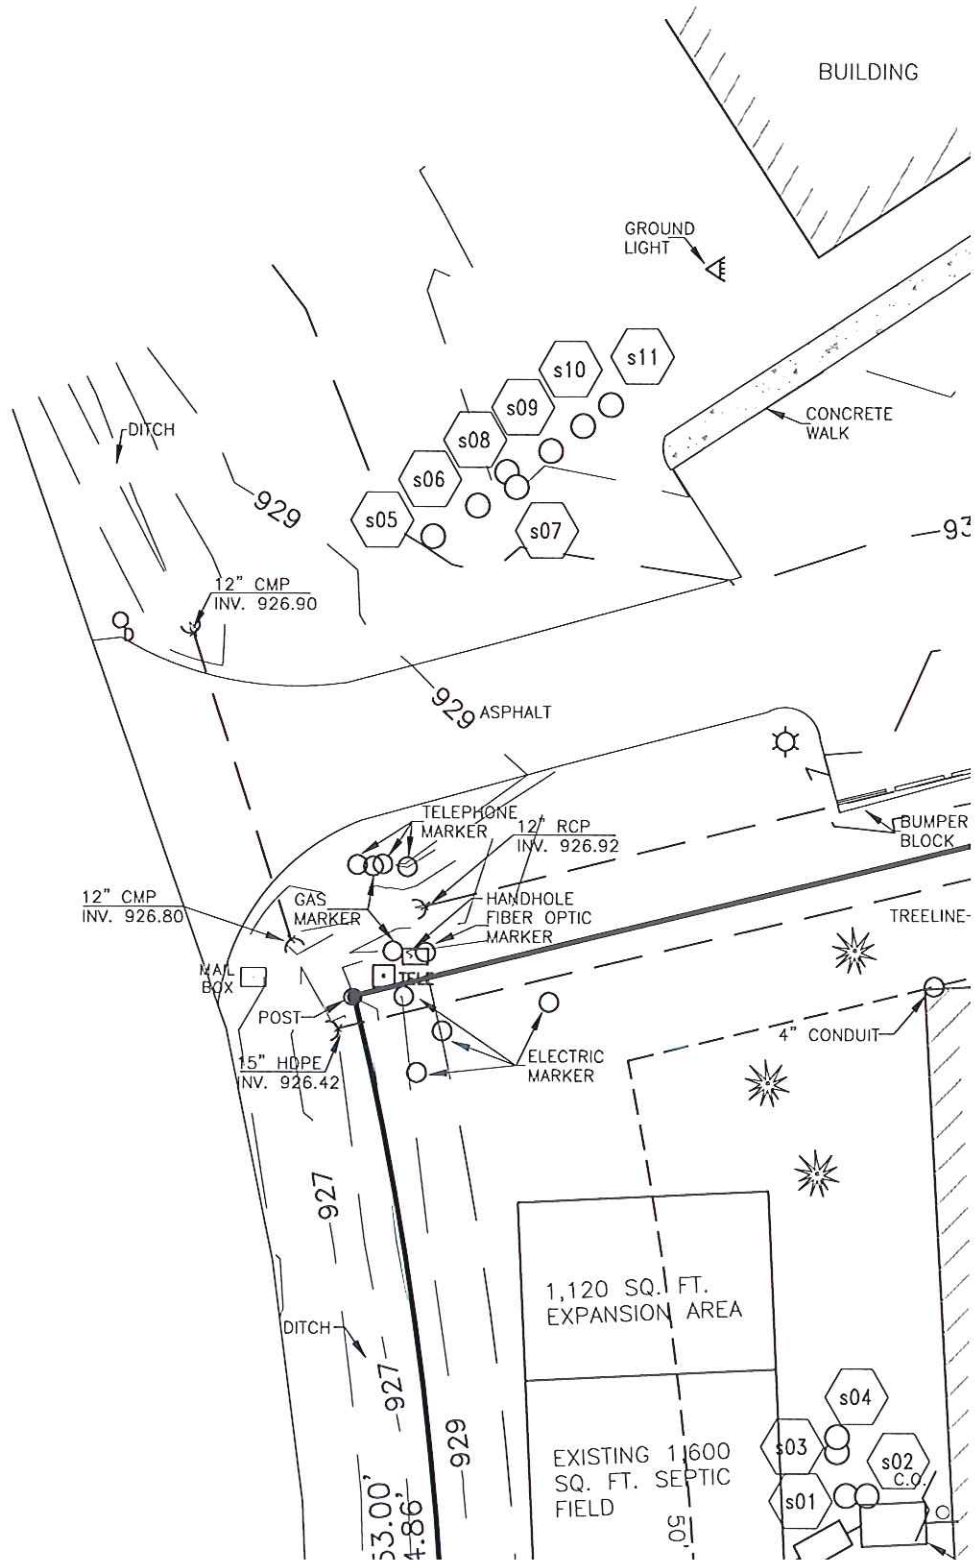 BUILDING
GROUND
LIGHT
s11
s10
s09
s08
s06
s05
s07
CONCRETE
WALK
DITCH
929
12" CMP
INV. 926.90
929
ASPHALT
TELEPHONE
MARKER
12" RCP
INV. 926.92
BUMPER
BLOCK
12" CMP
INV. 926.80
GAS
MARKER
HANDHOLE
FIBER OPTIC
MARKER
TREELINE
MAIL
BOX
TELE
POST
4" CONDUIT
15" HDPE
INV. 926.42
ELECTRIC
MARKER
927
1,120 SQ. FT.
EXPANSION AREA
DITCH
927
929
s04
s03
s02
C.O.
s01
EXISTING 1,600
SQ. FT. SEPTIC
FIELD
50'
53.00'
4.86'